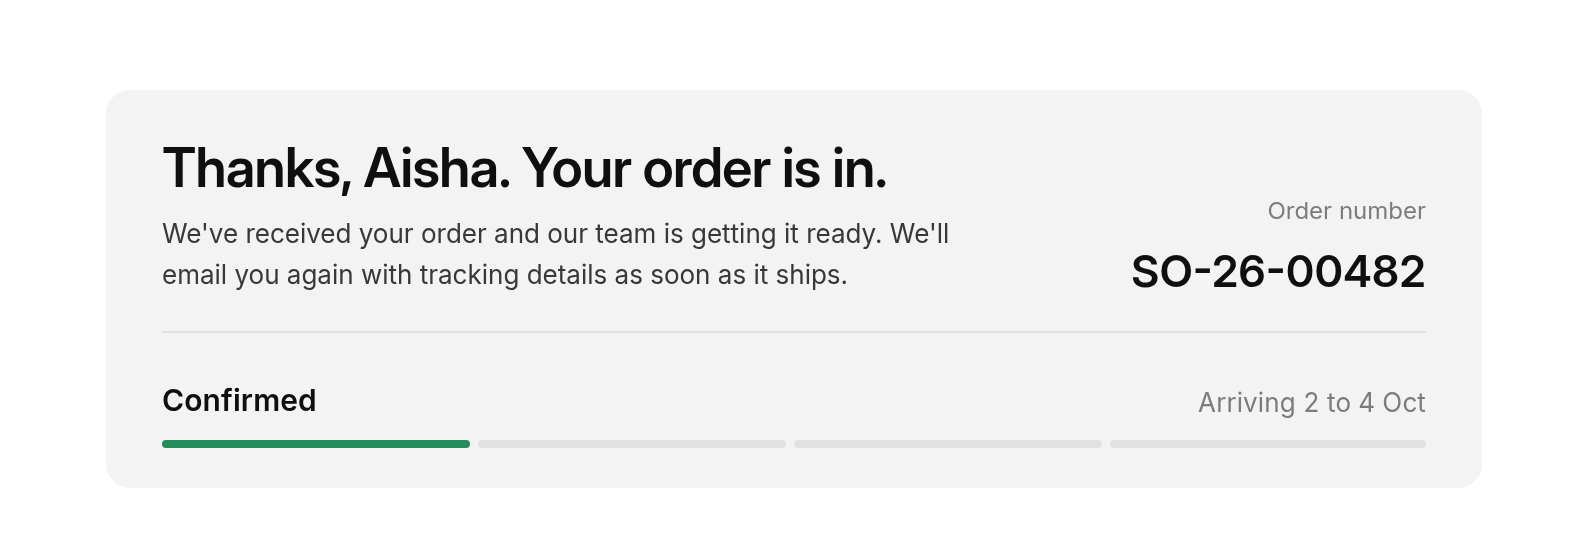 Thanks, Aisha. Your order is in.
We've received your order and our team is getting it ready. We'll
email you again with tracking details as soon as it ships.
Order number
SO-26-00482
Confirmed
Arriving 2 to 4 Oct